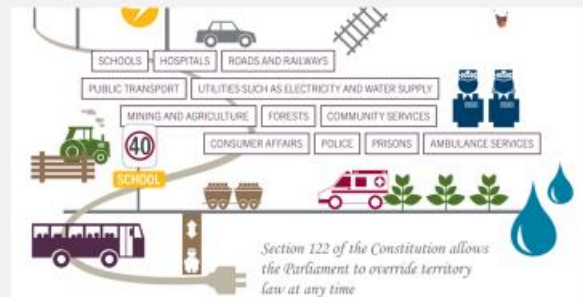 SCHOOLS HOSPITALS ROADS AND RAILWAYS
PUBLIC TRANSPORT UTILITIES SUCH AS ELECTRICITY AND WATER SUPPLY
MINING AND AGRICULTURE FORESTS COMMUNITY SERVICES
40
CONSUMER AFFAIRS POLICE PRISONS AMBULANCE SERVICES
SCHOOL
Section 122 of the Constitution allows
the Parliament to override territory
law at any time